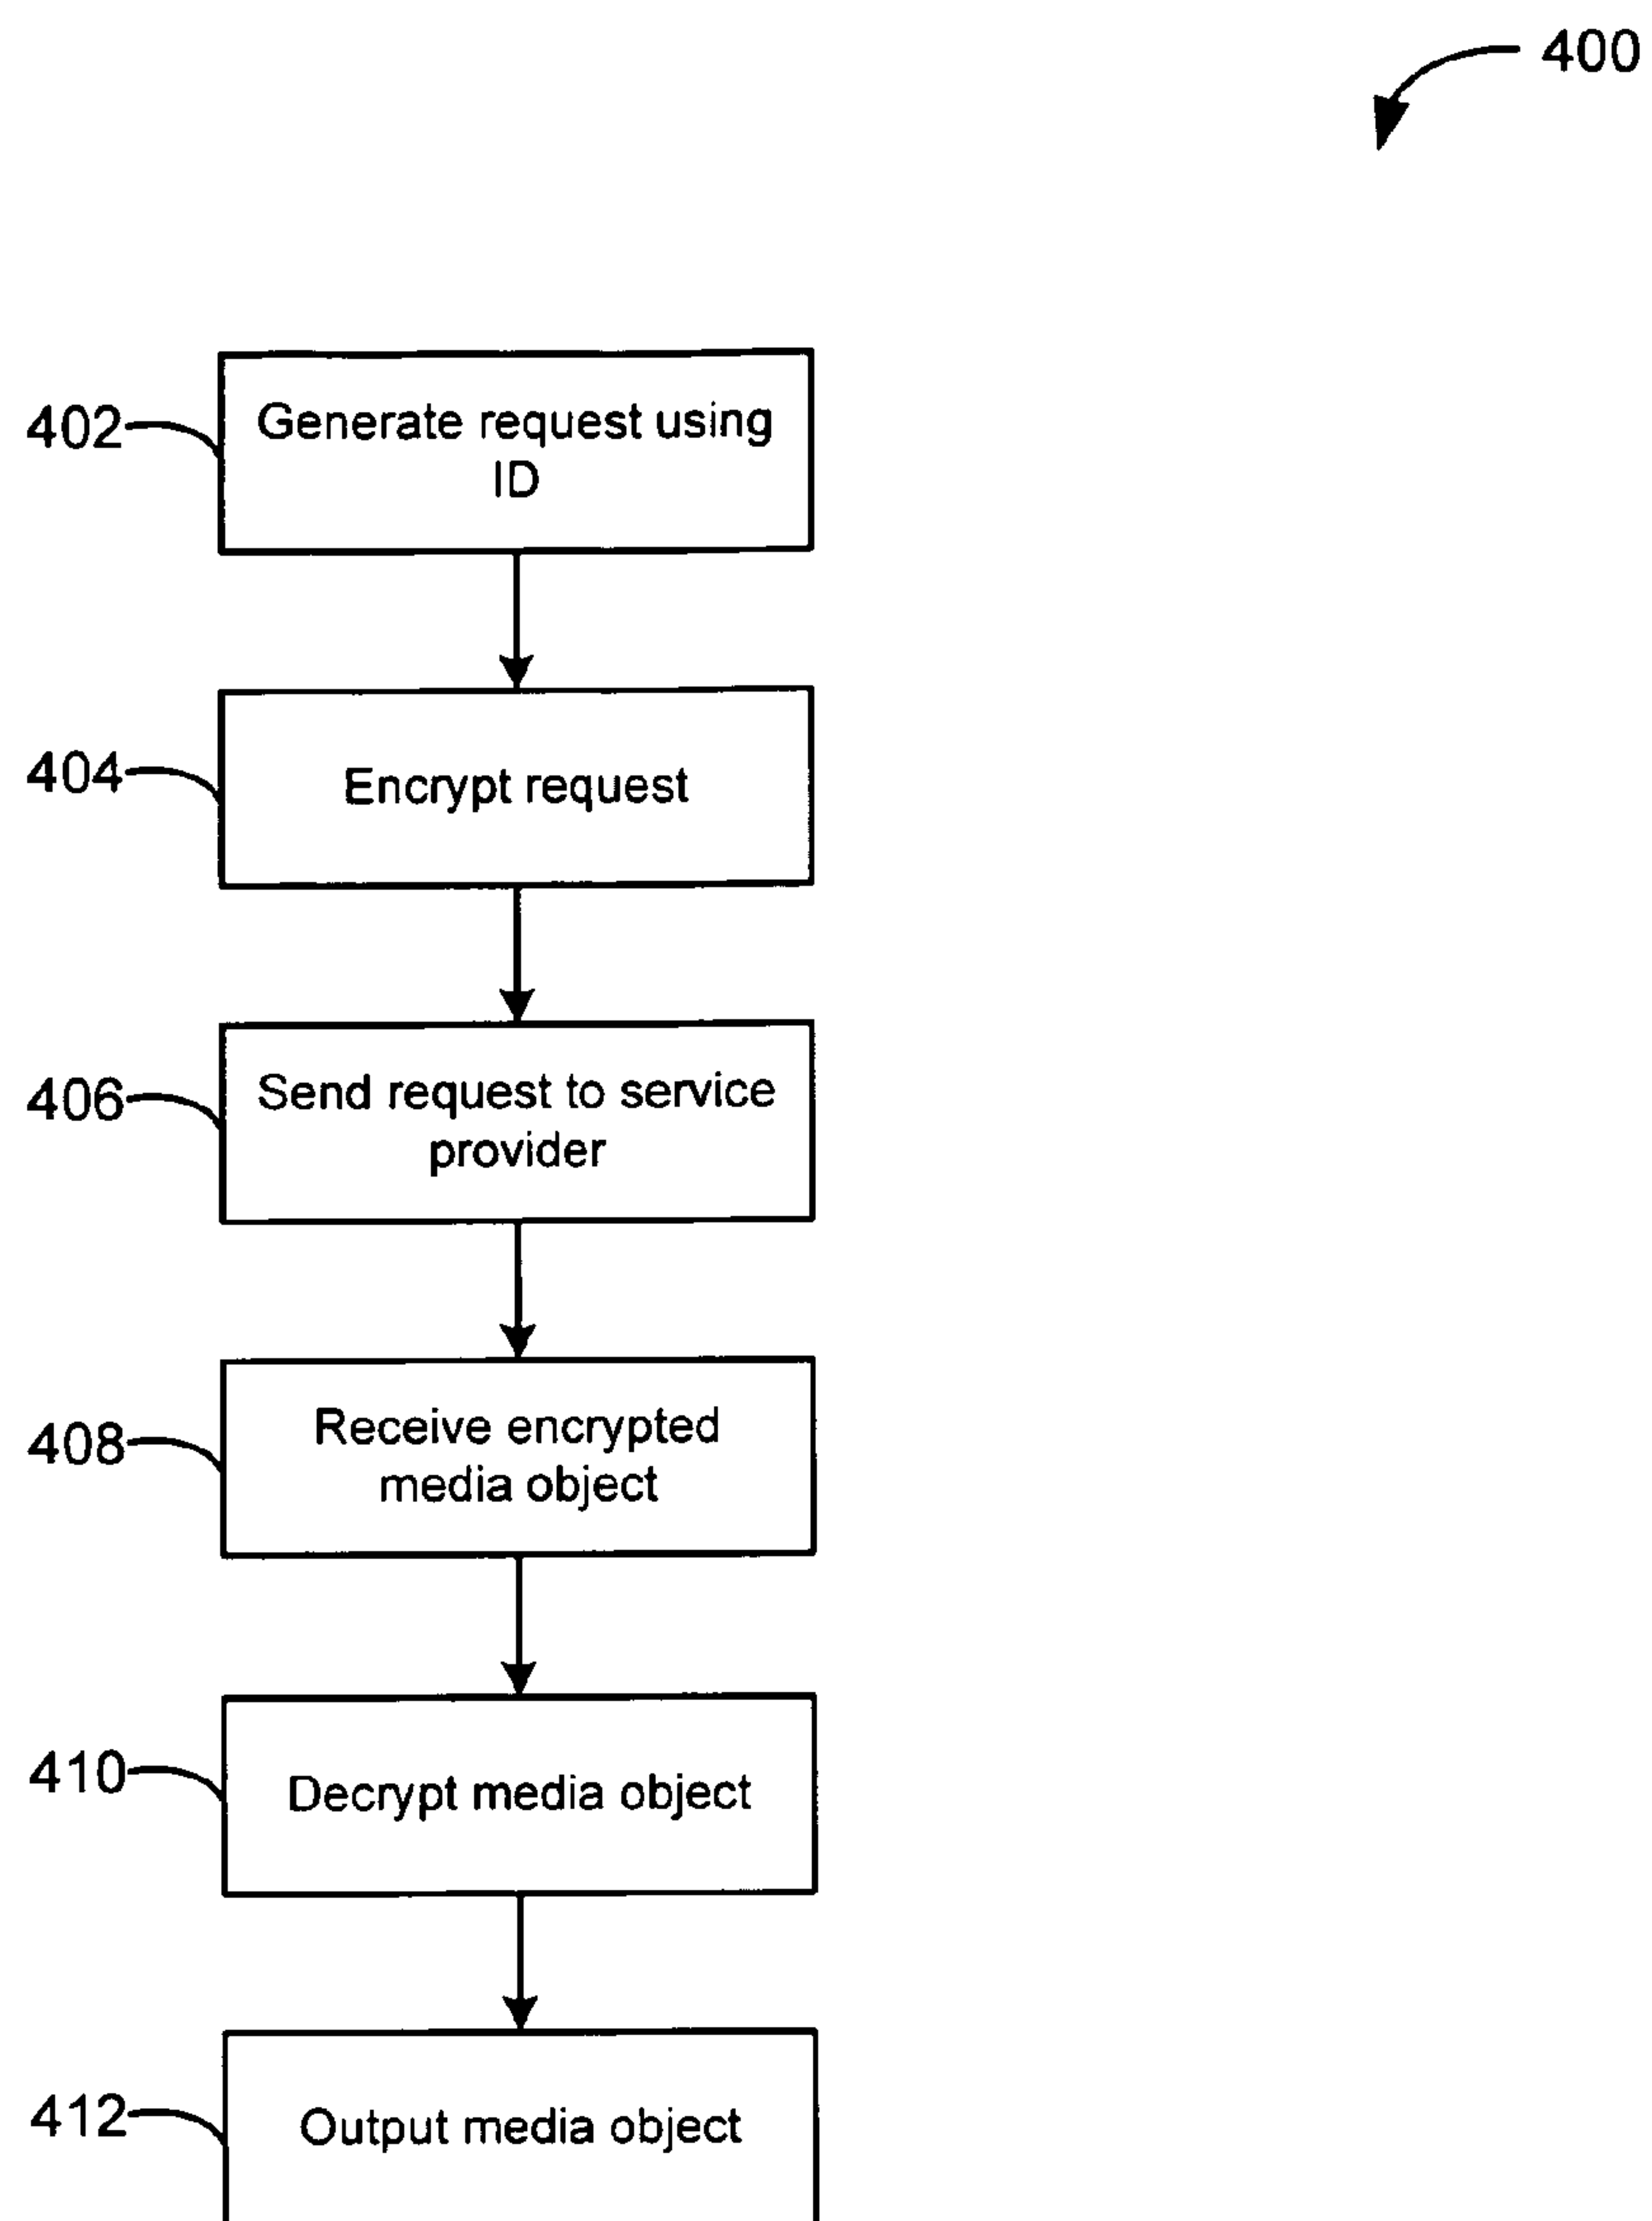 400
402
Generate request using
ID
404
Encrypt request
406
Send request to service
provider
408
Receive encrypted
media object
410
Decrypt media object
412
Output media object